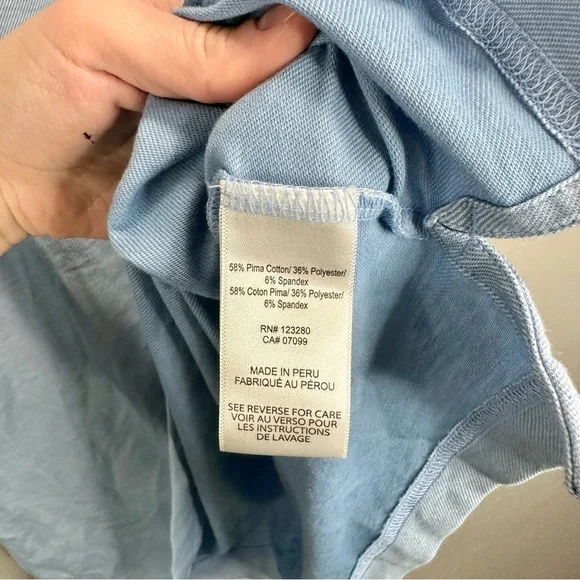 58% Pima Cotton/ 36% Polyester/
6% Spandex
58% Coton Pima/ 36% Polyester/
6% Spandex
RN# 123280
CA# 07099
MADE IN PERU
FABRIQUÉ AU PÉROU
SEE REVERSE FOR CARE
VOIR AU VERSO POUR
LES INSTRUCTIONS
DE LAVAGE